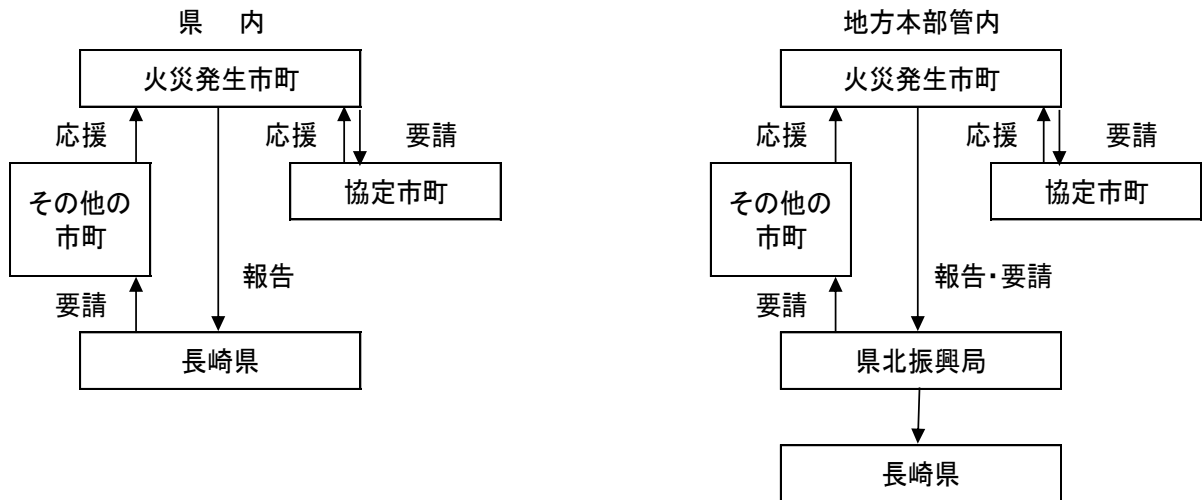 県 内
火災発生市町
応援
応援
要請
その他の
市町
協定市町
報告
要請
長崎県
地方本部管内
火災発生市町
応援
応援
要請
その他の
市町
協定市町
報告・要請
要請
県北振興局
長崎県